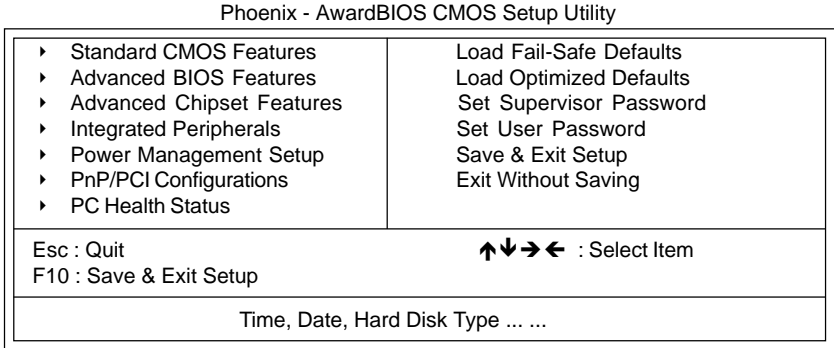 Phoenix - AwardBIOS CMOS Setup Utility
‣ Standard CMOS Features
‣ Advanced BIOS Features
‣ Advanced Chipset Features
‣ Integrated Peripherals
‣ Power Management Setup
‣ PnP/PCI Configurations
‣ PC Health Status
Load Fail-Safe Defaults
Load Optimized Defaults
Set Supervisor Password
Set User Password
Save & Exit Setup
Exit Without Saving
Esc : Quit
F10 : Save & Exit Setup
↑↓→← : Select Item
Time, Date, Hard Disk Type ... ...